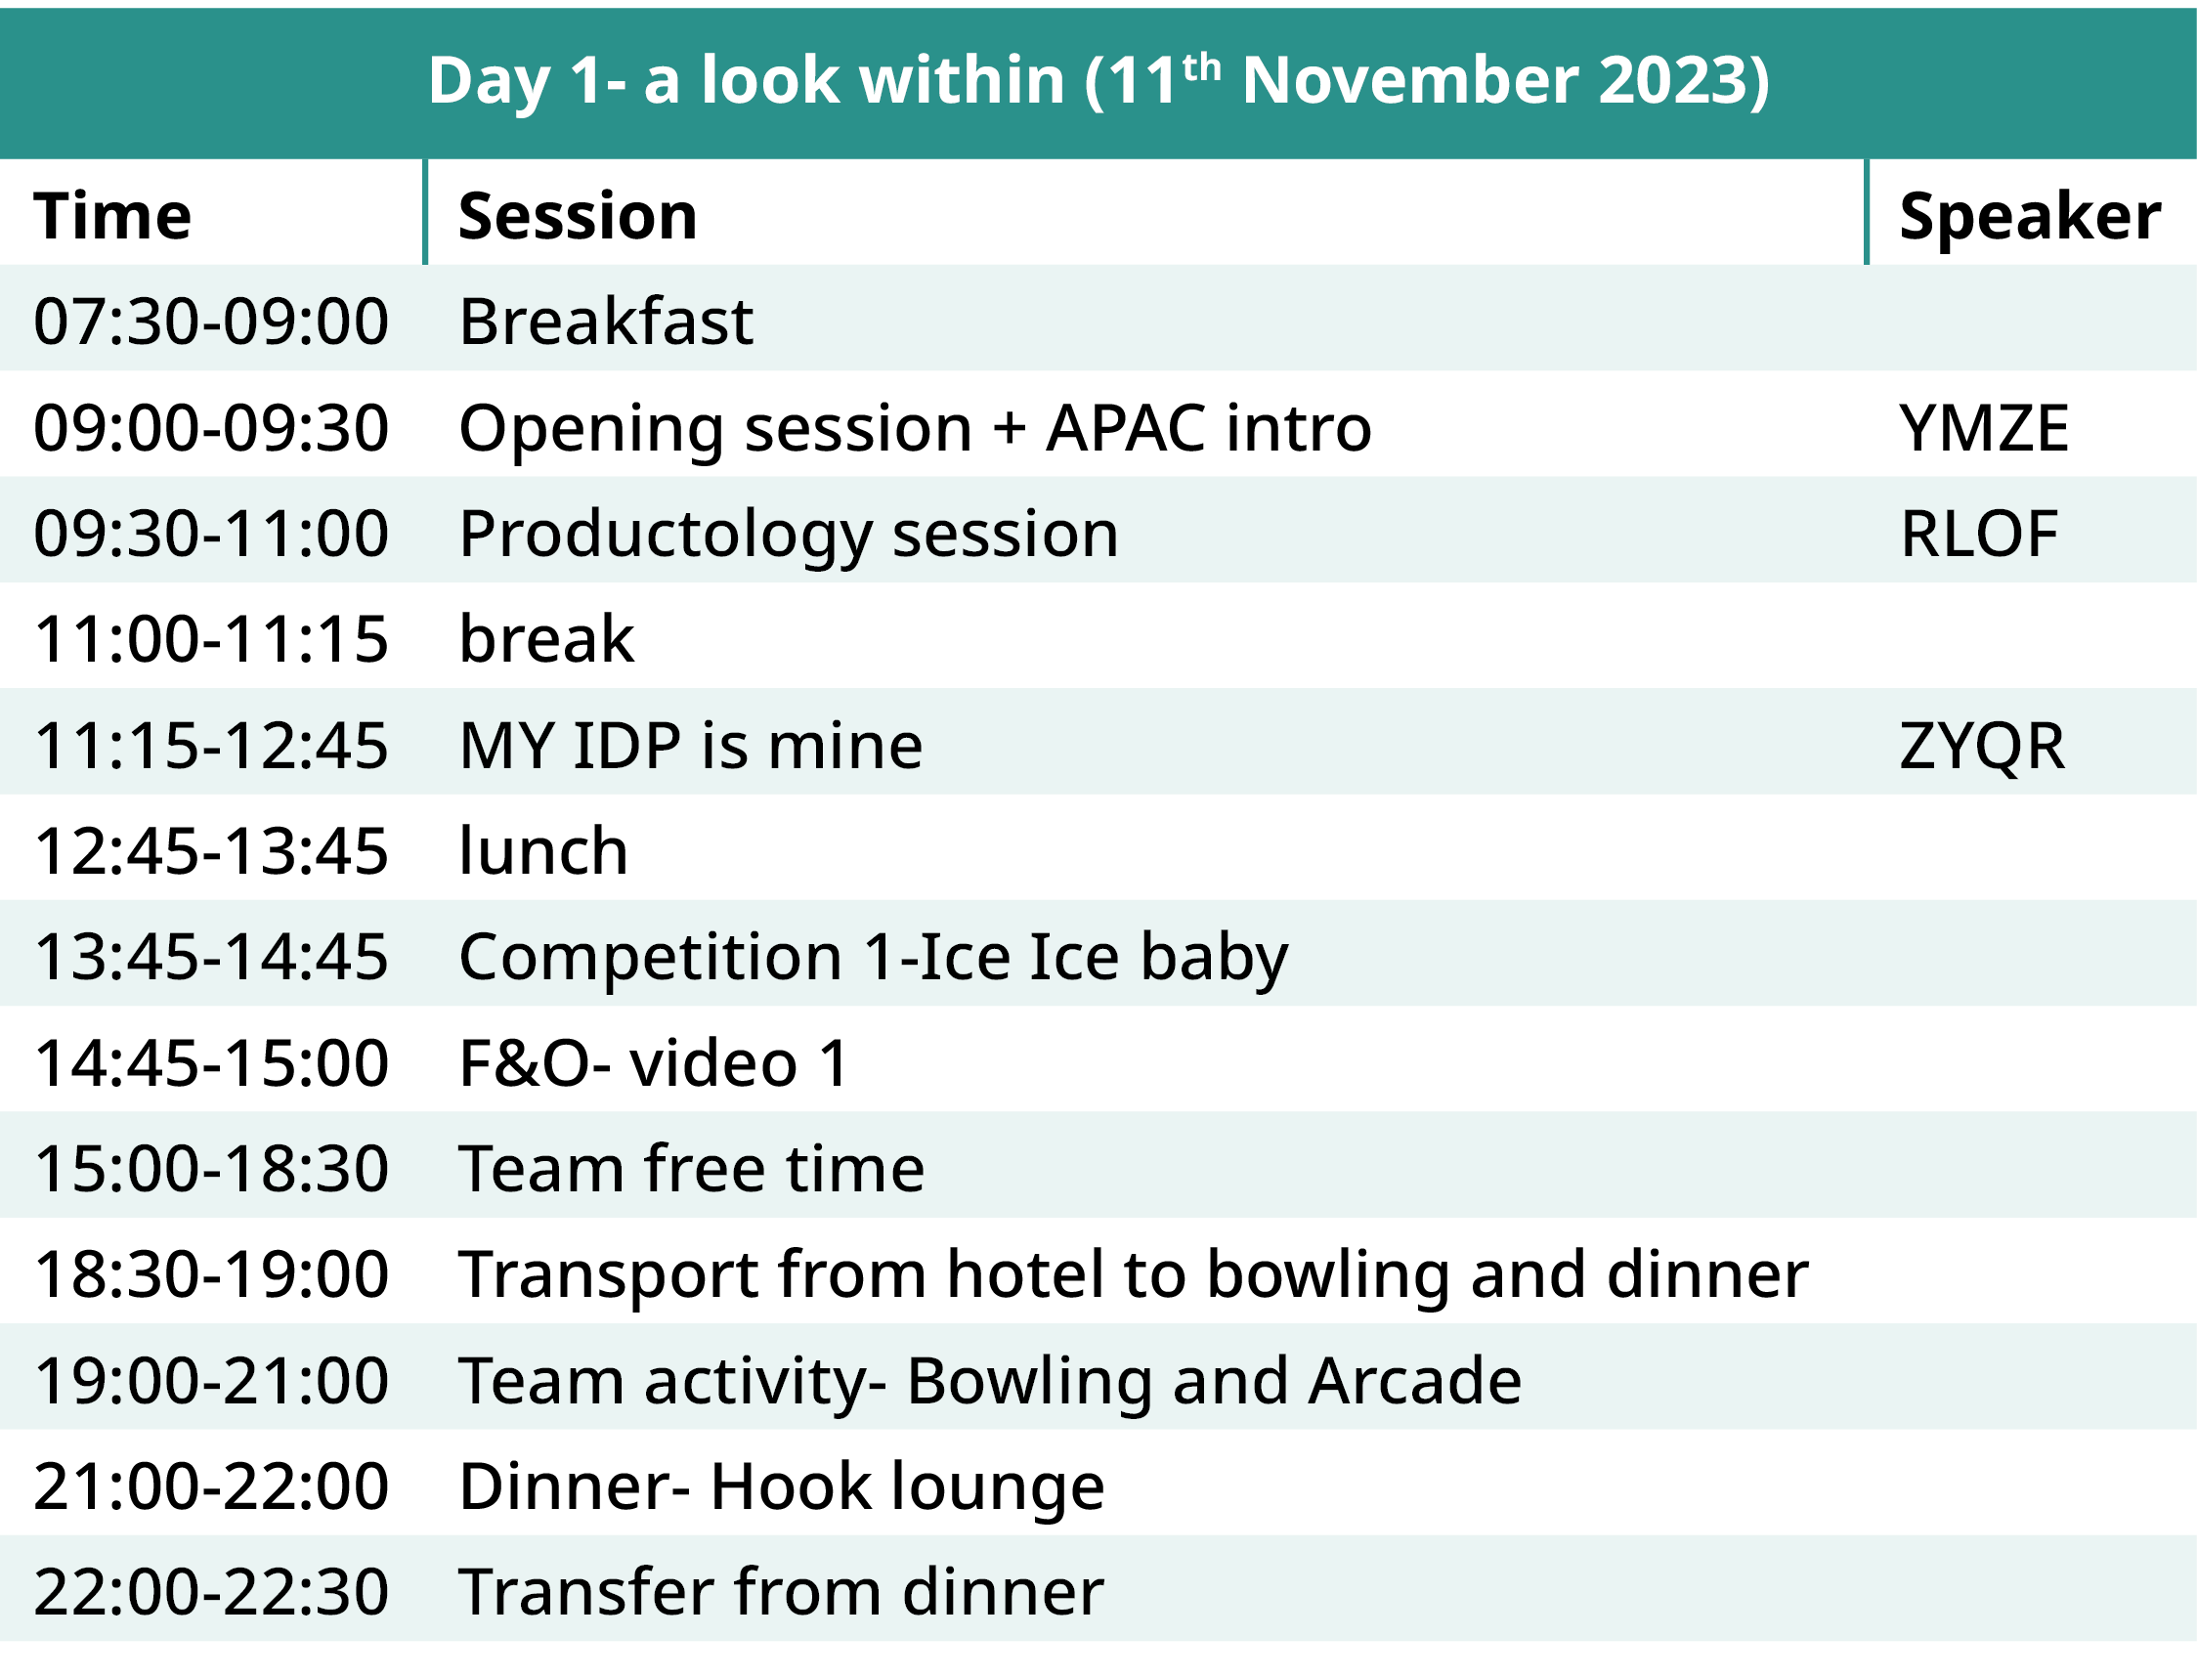 Day 1- a look within (11th November 2023)
Time Session Speaker
07:30-09:00 Breakfast
09:00-09:30 Opening session + APAC intro YMZE
09:30-11:00 Productology session RLOF
11:00-11:15 break
11:15-12:45 MY IDP is mine ZYQR
12:45-13:45 lunch
13:45-14:45 Competition 1-Ice Ice baby
14:45-15:00 F&O- video 1
15:00-18:30 Team free time
18:30-19:00 Transport from hotel to bowling and dinner
19:00-21:00 Team activity- Bowling and Arcade
21:00-22:00 Dinner- Hook lounge
22:00-22:30 Transfer from dinner